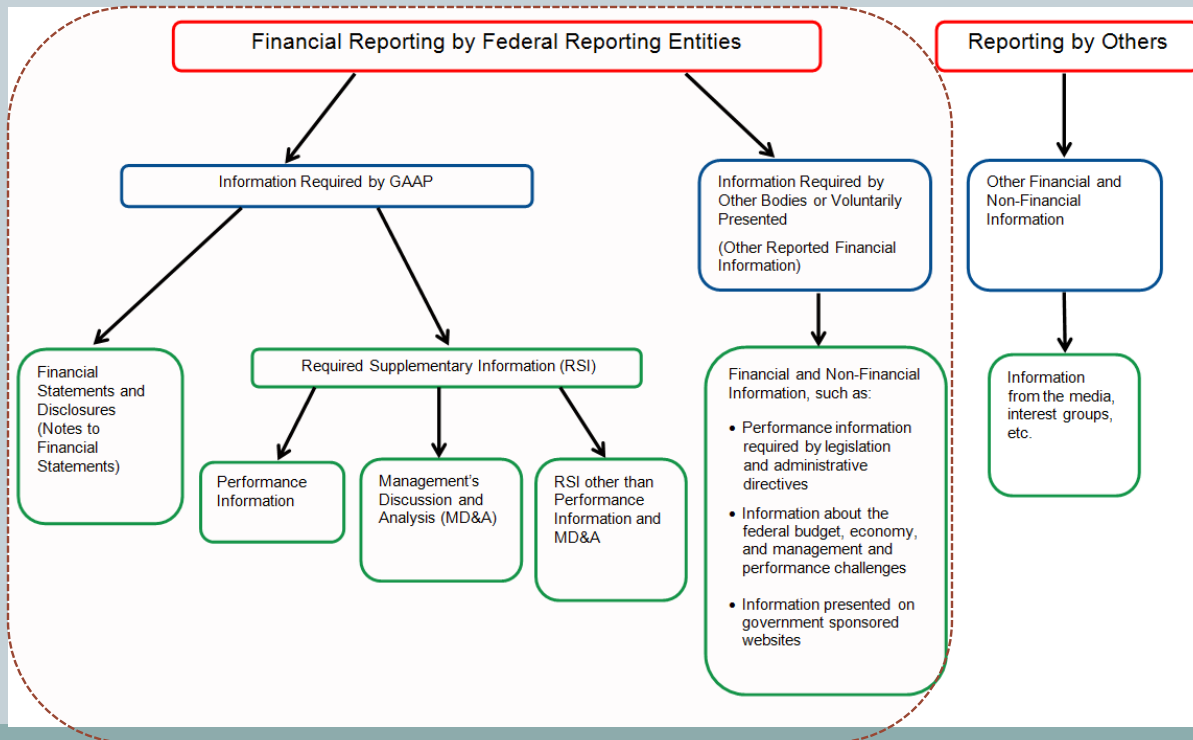 Financial Reporting by Federal Reporting Entities
Reporting by Others
Information Required by GAAP
Information Required by
Other Bodies or Voluntarily
Presented
(Other Reported Financial
Information)
Other Financial and
Non-Financial
Information
Financial
Statements and
Disclosures
(Notes to
Financial
Statements)
Required Supplementary Information (RSI)
Performance
Information
Management's
Discussion and
Analysis (MD&A)
RSI other than
Performance
Information and
MD&A
Financial and Non-Financial
Information, such as:
• Performance information
required by legislation
and administrative
directives
• Information about the
federal budget, economy,
and management and
performance challenges
• Information presented on
government sponsored
websites
Information
from the media,
interest groups,
etc.